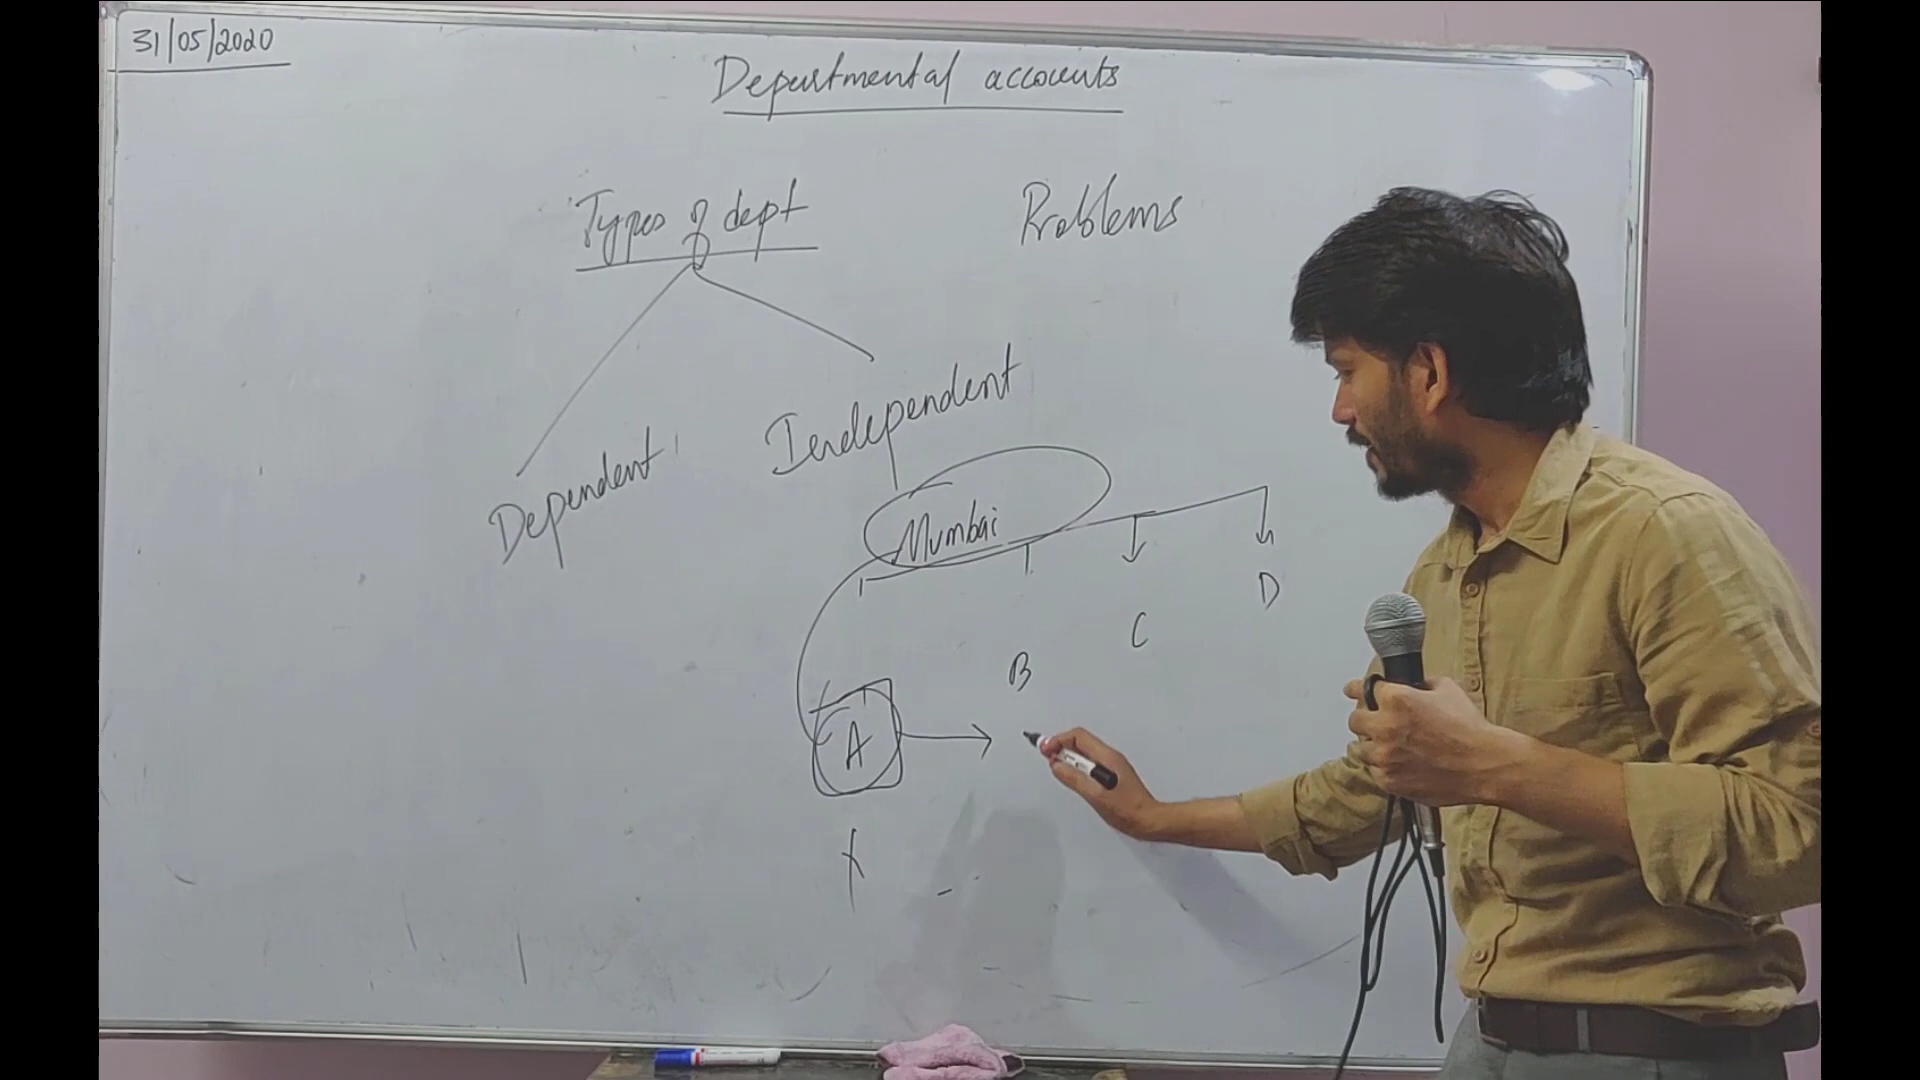 31/05/2020
Departmental accounts
Types of dept
Problems
Dependent
Independent
Mumbai
A
B
C
D